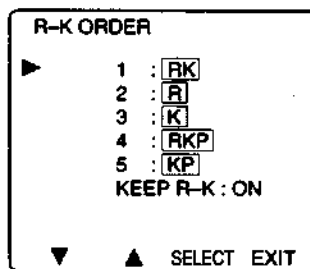 R–K ORDER
▶ 1 : RK
2 : R
3 : K
4 : RKP
5 : KP
KEEP R–K : ON
▼ ▲ SELECT EXIT